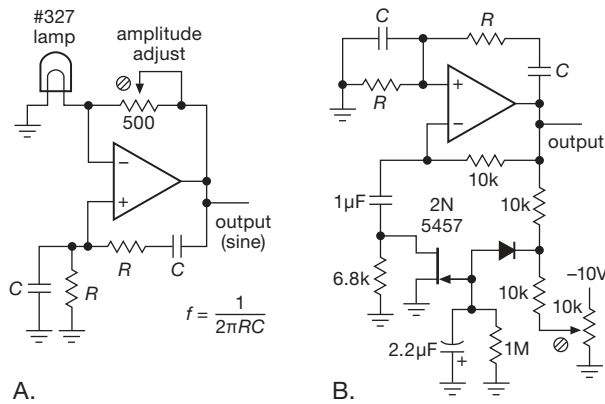 #327
lamp
amplitude
adjust
500
−
+
output
(sine)
R
C
C
R
f = 1/2πRC
A.
C
R
R
C
+
−
output
10k
1µF
2N
5457
10k
6.8k
−10V
10k
10k
2.2µF
+
1M
B.